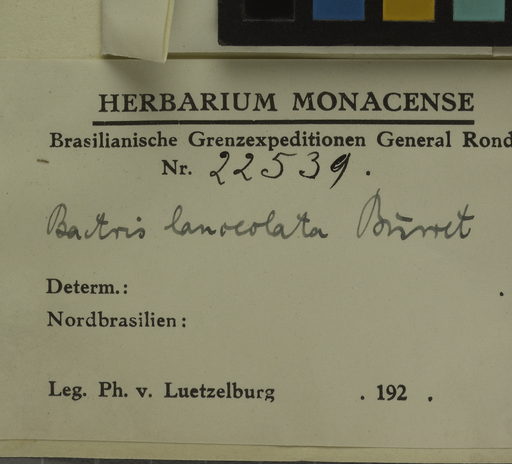 HERBARIUM MONACENSE
Brasilianische Grenzexpeditionen General Rond
Nr. 22539.
Bactris lanceolata Burret
Determ.:
Nordbrasilien:
Leg. Ph. v. Luetzelburg . 192 .